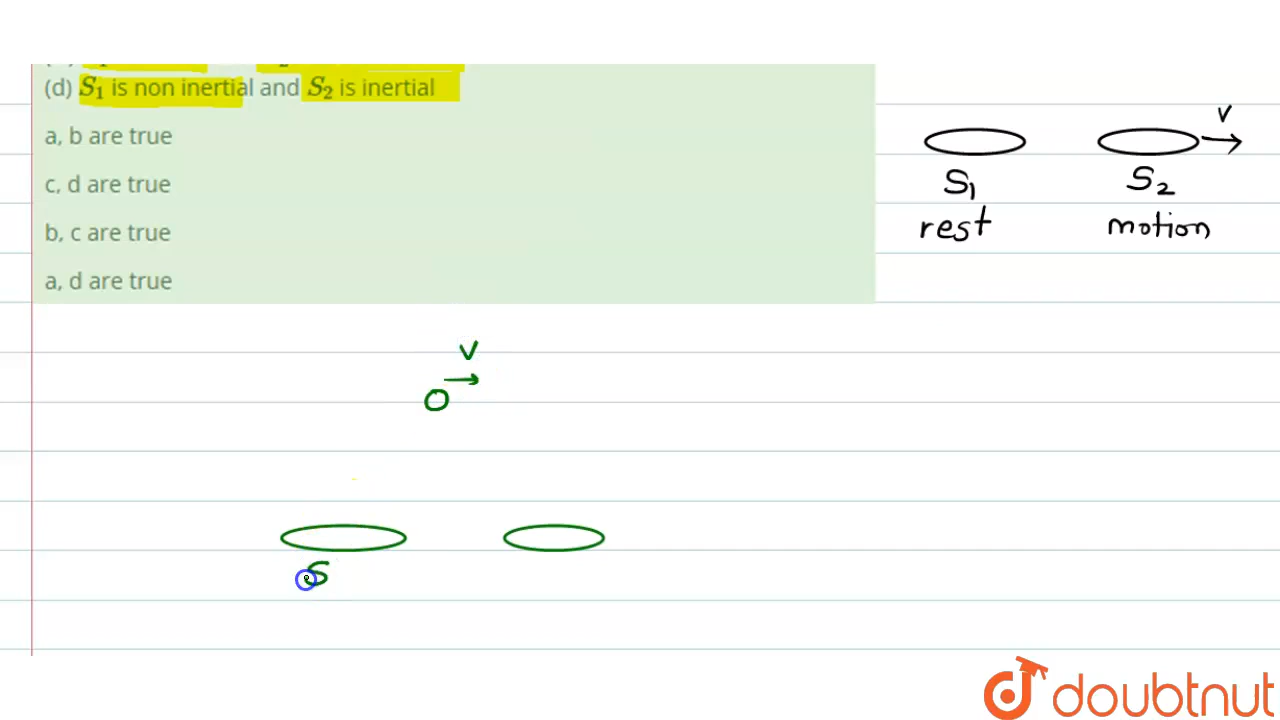 (d) S₁ is non inertial and S₂ is inertial
a, b are true
c, d are true
b, c are true
a, d are true
V
S₁ S₂
rest motion
V
O
S
doubtnut